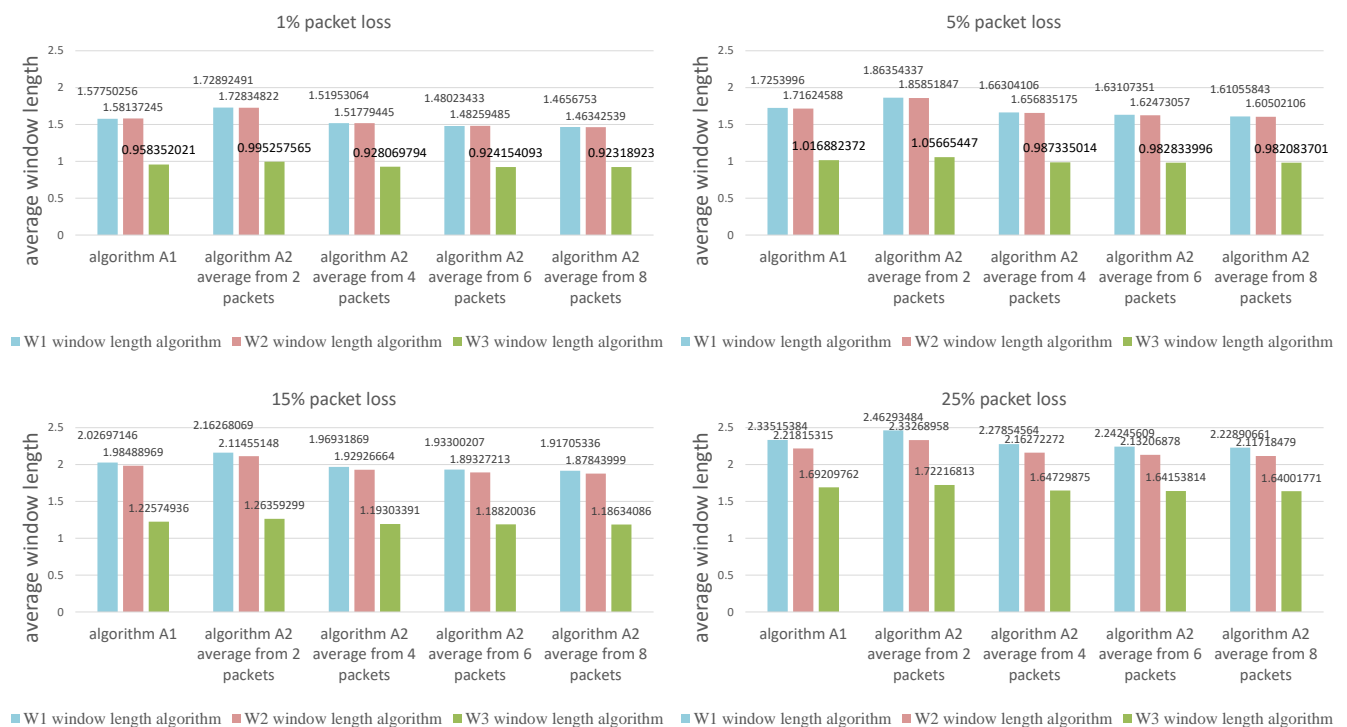 1% packet loss
average window length
2.5
2
1.5
1
0.5
0
1.57750256
1.58137245
0.958352021
1.72892491
1.72834822
0.995257565
1.51953064
1.51779445
0.928069794
1.48023433
1.48259485
0.924154093
1.4656753
1.46342539
0.92318923
algorithm A1
algorithm A2
average from 2
packets
algorithm A2
average from 4
packets
algorithm A2
average from 6
packets
algorithm A2
average from 8
packets
W1 window length algorithm W2 window length algorithm W3 window length algorithm
5% packet loss
average window length
2.5
2
1.5
1
0.5
0
1.7253996
1.71624588
1.016882372
1.86354337
1.85851847
1.05665447
1.66304106
1.656835175
0.987335014
1.63107351
1.62473057
0.982833996
1.61055843
1.60502106
0.982083701
algorithm A1
algorithm A2
average from 2
packets
algorithm A2
average from 4
packets
algorithm A2
average from 6
packets
algorithm A2
average from 8
packets
W1 window length algorithm W2 window length algorithm W3 window length algorithm
15% packet loss
average window length
2.5
2
1.5
1
0.5
0
2.02697146
1.98488969
1.22574936
2.16268069
2.11455148
1.26359299
1.96931869
1.92926664
1.19303391
1.93300207
1.89327213
1.18820036
1.91705336
1.87843999
1.18634086
algorithm A1
algorithm A2
average from 2
packets
algorithm A2
average from 4
packets
algorithm A2
average from 6
packets
algorithm A2
average from 8
packets
W1 window length algorithm W2 window length algorithm W3 window length algorithm
25% packet loss
average window length
2.5
2
1.5
1
0.5
0
2.33515384
2.21815315
1.69209762
2.46293484
2.33268958
1.72216813
2.27854564
2.16272272
1.64729875
2.24245609
2.13206878
1.64153814
2.22890661
2.11718479
1.64001771
algorithm A1
algorithm A2
average from 2
packets
algorithm A2
average from 4
packets
algorithm A2
average from 6
packets
algorithm A2
average from 8
packets
W1 window length algorithm W2 window length algorithm W3 window length algorithm